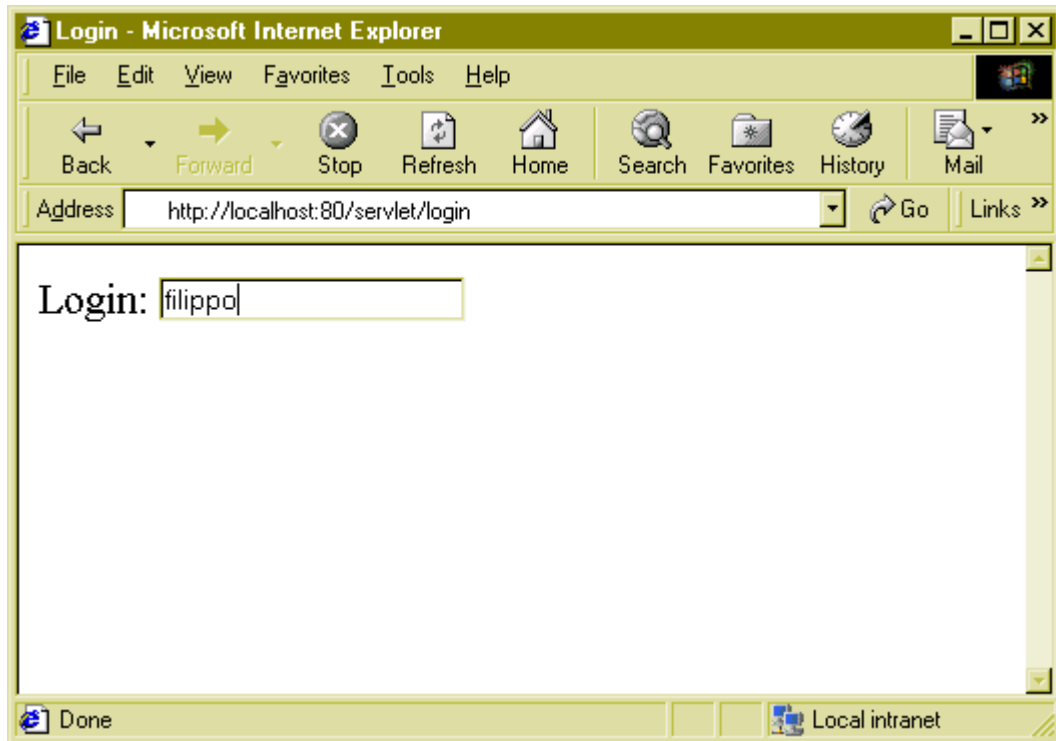 Login - Microsoft Internet Explorer
File Edit View Favorites Tools Help
Back Forward Stop Refresh Home Search Favorites History Mail »
Address http://localhost:80/servlet/login Go Links »
Login: filippo
Done Local intranet